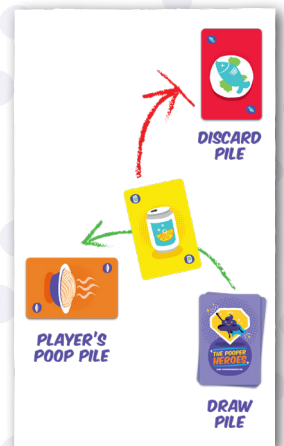 DISCARD
PILE
PLAYER'S
POOP PILE
THE POOPER
HEROES
DRAW
PILE